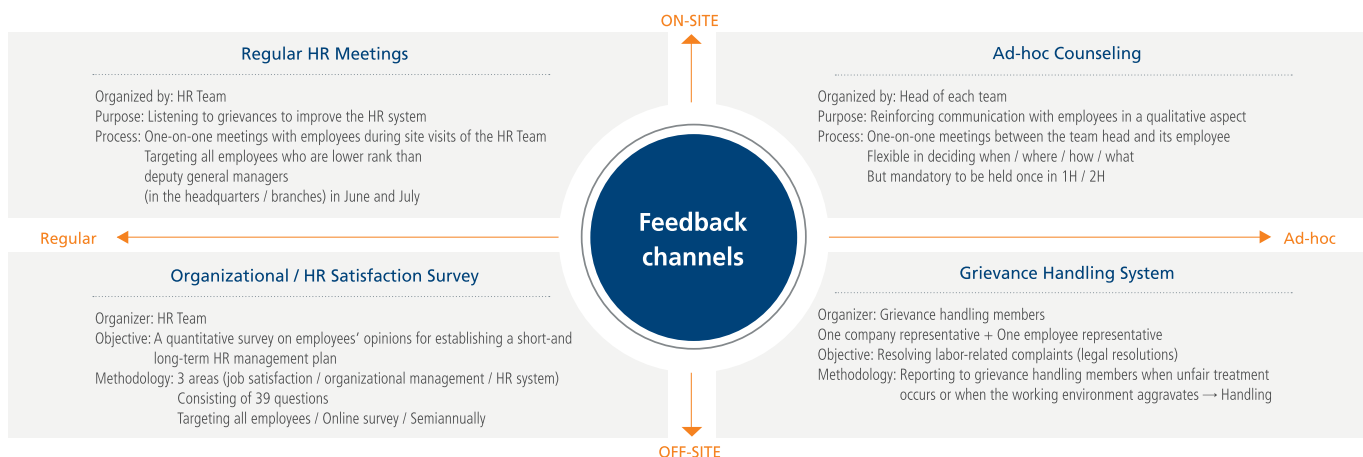 ON-SITE
Regular HR Meetings
Organized by: HR Team
Purpose: Listening to grievances to improve the HR system
Process: One-on-one meetings with employees during site visits of the HR Team
Targeting all employees who are lower rank than
deputy general managers
(in the headquarters / branches) in June and July
Ad-hoc Counseling
Organized by: Head of each team
Purpose: Reinforcing communication with employees in a qualitative aspect
Process: One-on-one meetings between the team head and its employee
Flexible in deciding when / where / how / what
But mandatory to be held once in 1H / 2H
Regular
Feedback
channels
Ad-hoc
Organizational / HR Satisfaction Survey
Organizer: HR Team
Objective: A quantitative survey on employees‘ opinions for establishing a short-and
long-term HR management plan
Methodology: 3 areas (job satisfaction / organizational management / HR system)
Consisting of 39 questions
Targeting all employees / Online survey / Semiannually
Grievance Handling System
Organizer: Grievance handling members
One company representative + One employee representative
Objective: Resolving labor-related complaints (legal resolutions)
Methodology: Reporting to grievance handling members when unfair treatment
occurs or when the working environment aggravates → Handling
OFF-SITE